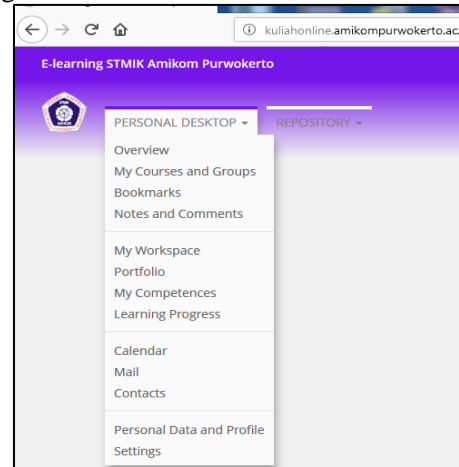 kuliahonline.amikompurwokerto.ac.
E-learning STMIK Amikom Purwokerto
PERSONAL DESKTOP REPOSITORY
Overview
My Courses and Groups
Bookmarks
Notes and Comments
My Workspace
Portfolio
My Competences
Learning Progress
Calendar
Mail
Contacts
Personal Data and Profile
Settings